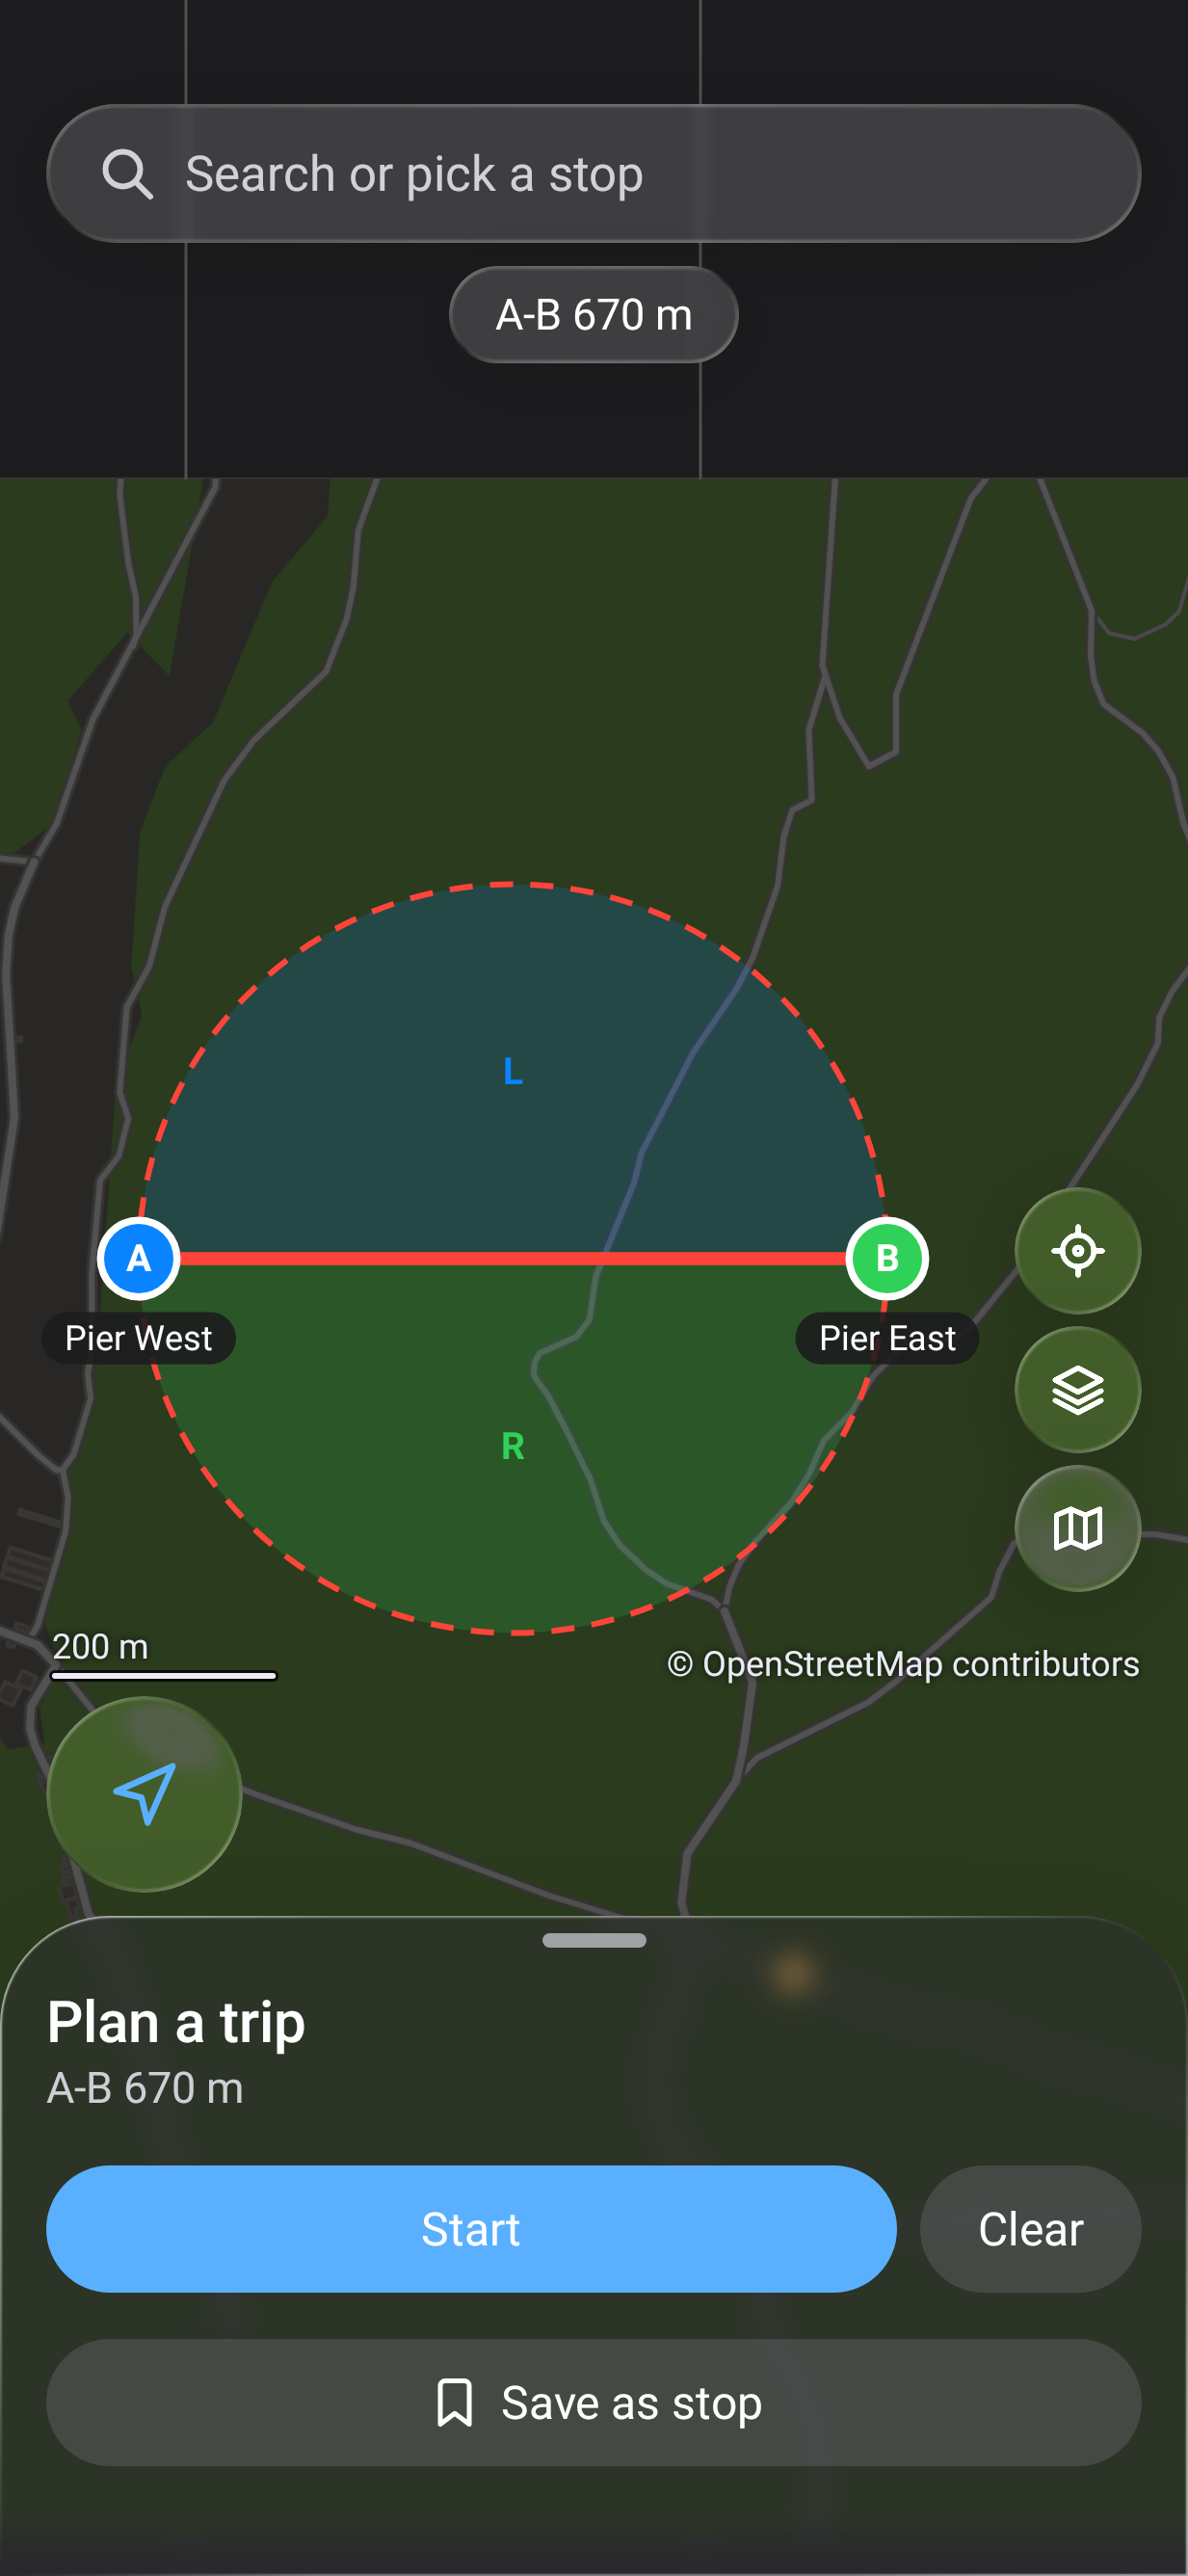 Search or pick a stop
A-B 670 m
L
A
B
Pier West
Pier East
R
200 m
© OpenStreetMap contributors
Plan a trip
A-B 670 m
Start
Clear
Save as stop